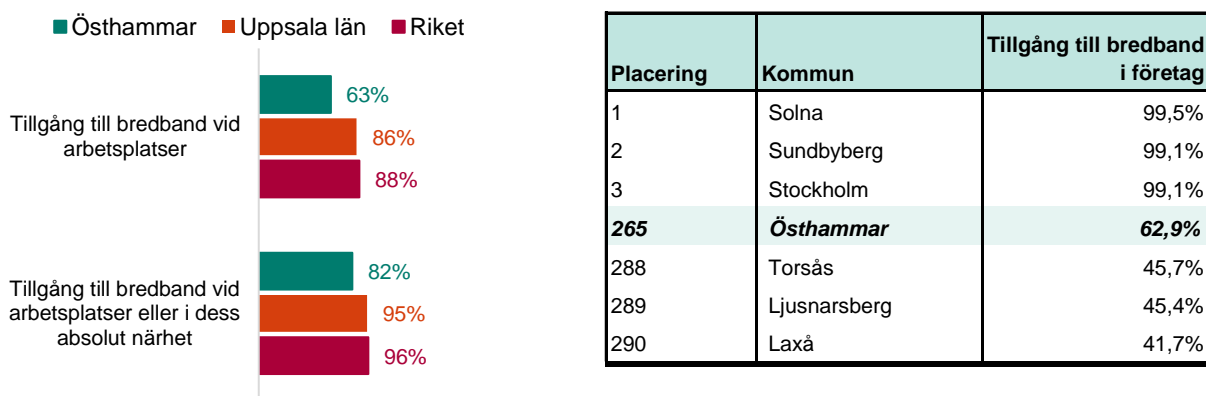 Östhammar Uppsala län Riket
63%
Tillgång till bredband vid
arbetsplatser
86%
88%
82%
Tillgång till bredband vid
arbetsplatser eller i dess
absolut närhet
95%
96%
Placering Kommun Tillgång till bredband
i företag
1 Solna 99,5%
2 Sundbyberg 99,1%
3 Stockholm 99,1%
265 Östhammar 62,9%
288 Torsås 45,7%
289 Ljusnarsberg 45,4%
290 Laxå 41,7%